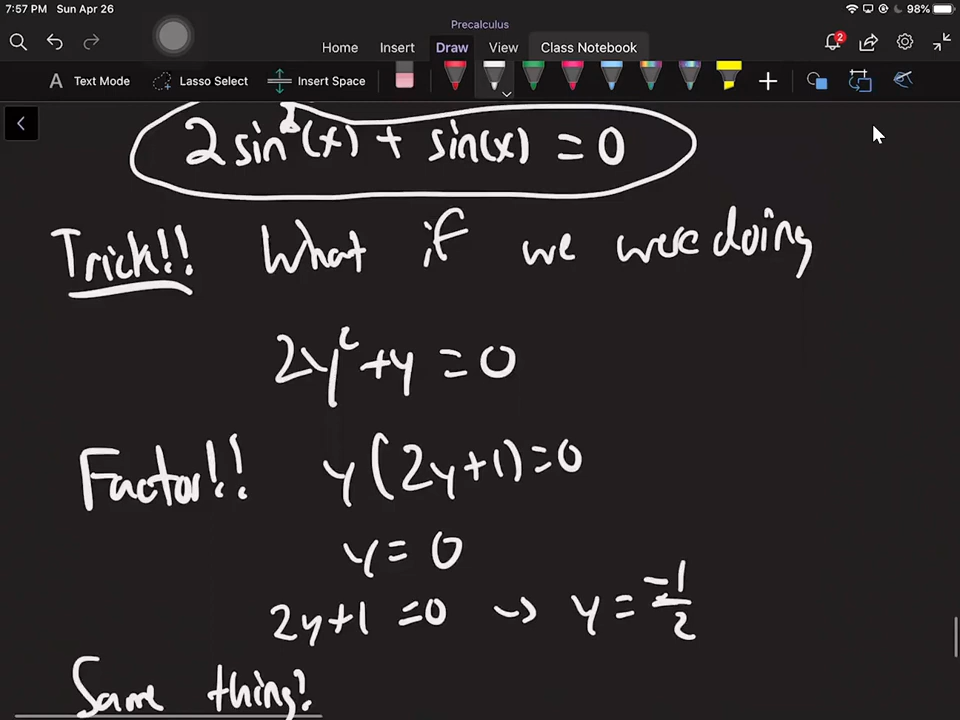 7:57 PM Sun Apr 26 98%
Precalculus
Home Insert Draw View Class Notebook 2
Text Mode Lasso Select Insert Space
2sin²(x) + sin(x) = 0
Trick!! What if we were doing
2y² + y = 0
Factor!! y(2y+1)=0
y = 0
2y+1 = 0 → y = -1/2
Same thing!